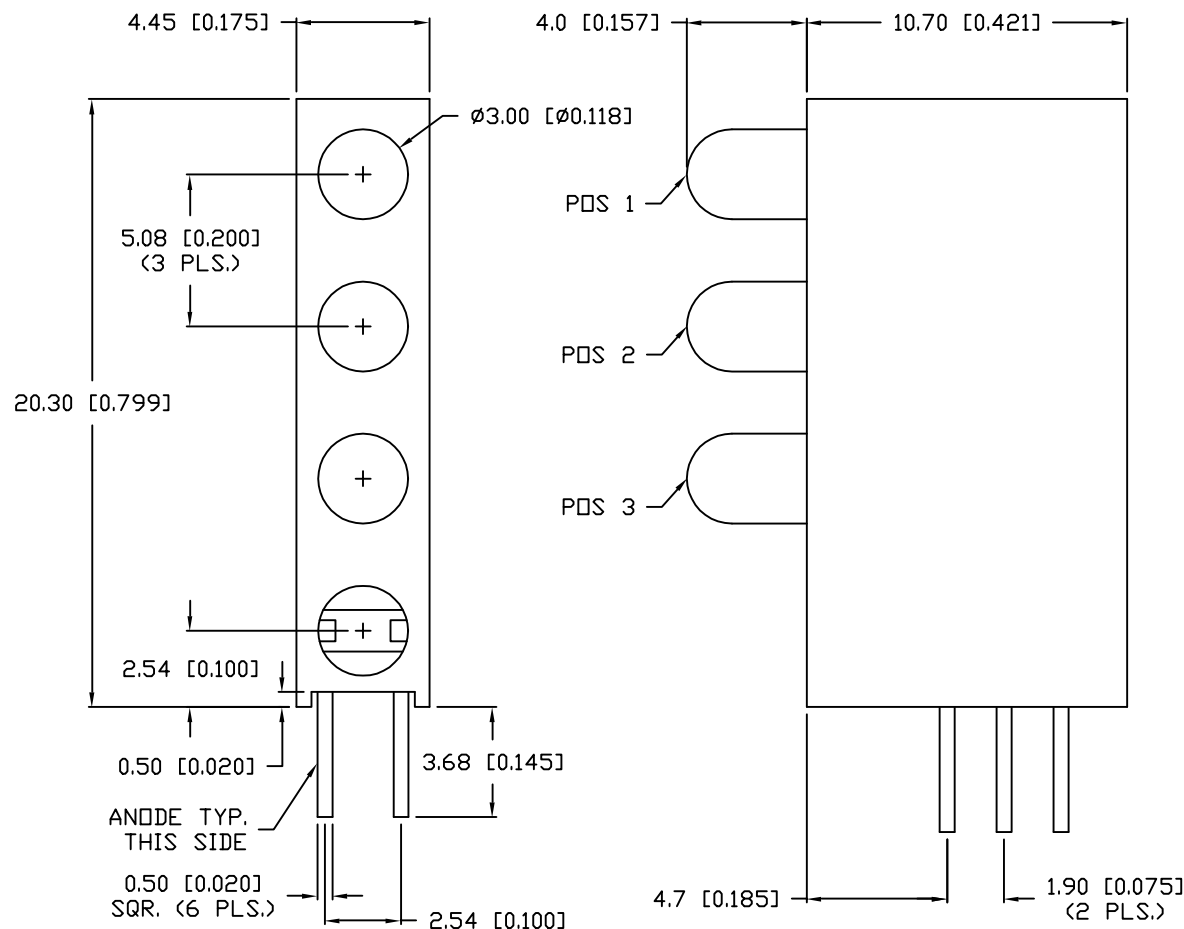 4.45 [0.175]
4.0 [0.157]
10.70 [0.421]
ø3.00 [ø0.118]
POS 1
5.08 [0.200]
(3 PLS.)
POS 2
20.30 [0.799]
POS 3
2.54 [0.100]
0.50 [0.020]
3.68 [0.145]
ANODE TYP.
THIS SIDE
0.50 [0.020]
SQR. (6 PLS.)
2.54 [0.100]
4.7 [0.185]
1.90 [0.075]
(2 PLS.)